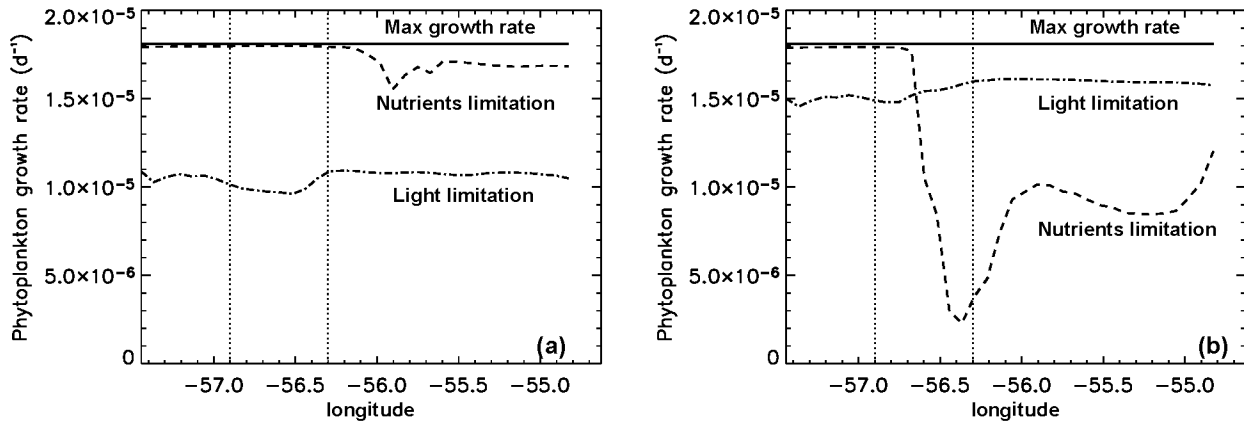 2.0×10⁻⁵
Max growth rate
1.5×10⁻⁵
Nutrients limitation
1.0×10⁻⁵
Light limitation
5.0×10⁻⁶
0
(a)
Phytoplankton growth rate (d⁻¹)
−57.0 −56.5 −56.0 −55.5 −55.0
longitude
2.0×10⁻⁵
Max growth rate
1.5×10⁻⁵
Light limitation
1.0×10⁻⁵
Nutrients limitation
5.0×10⁻⁶
0
(b)
Phytoplankton growth rate (d⁻¹)
−57.0 −56.5 −56.0 −55.5 −55.0
longitude